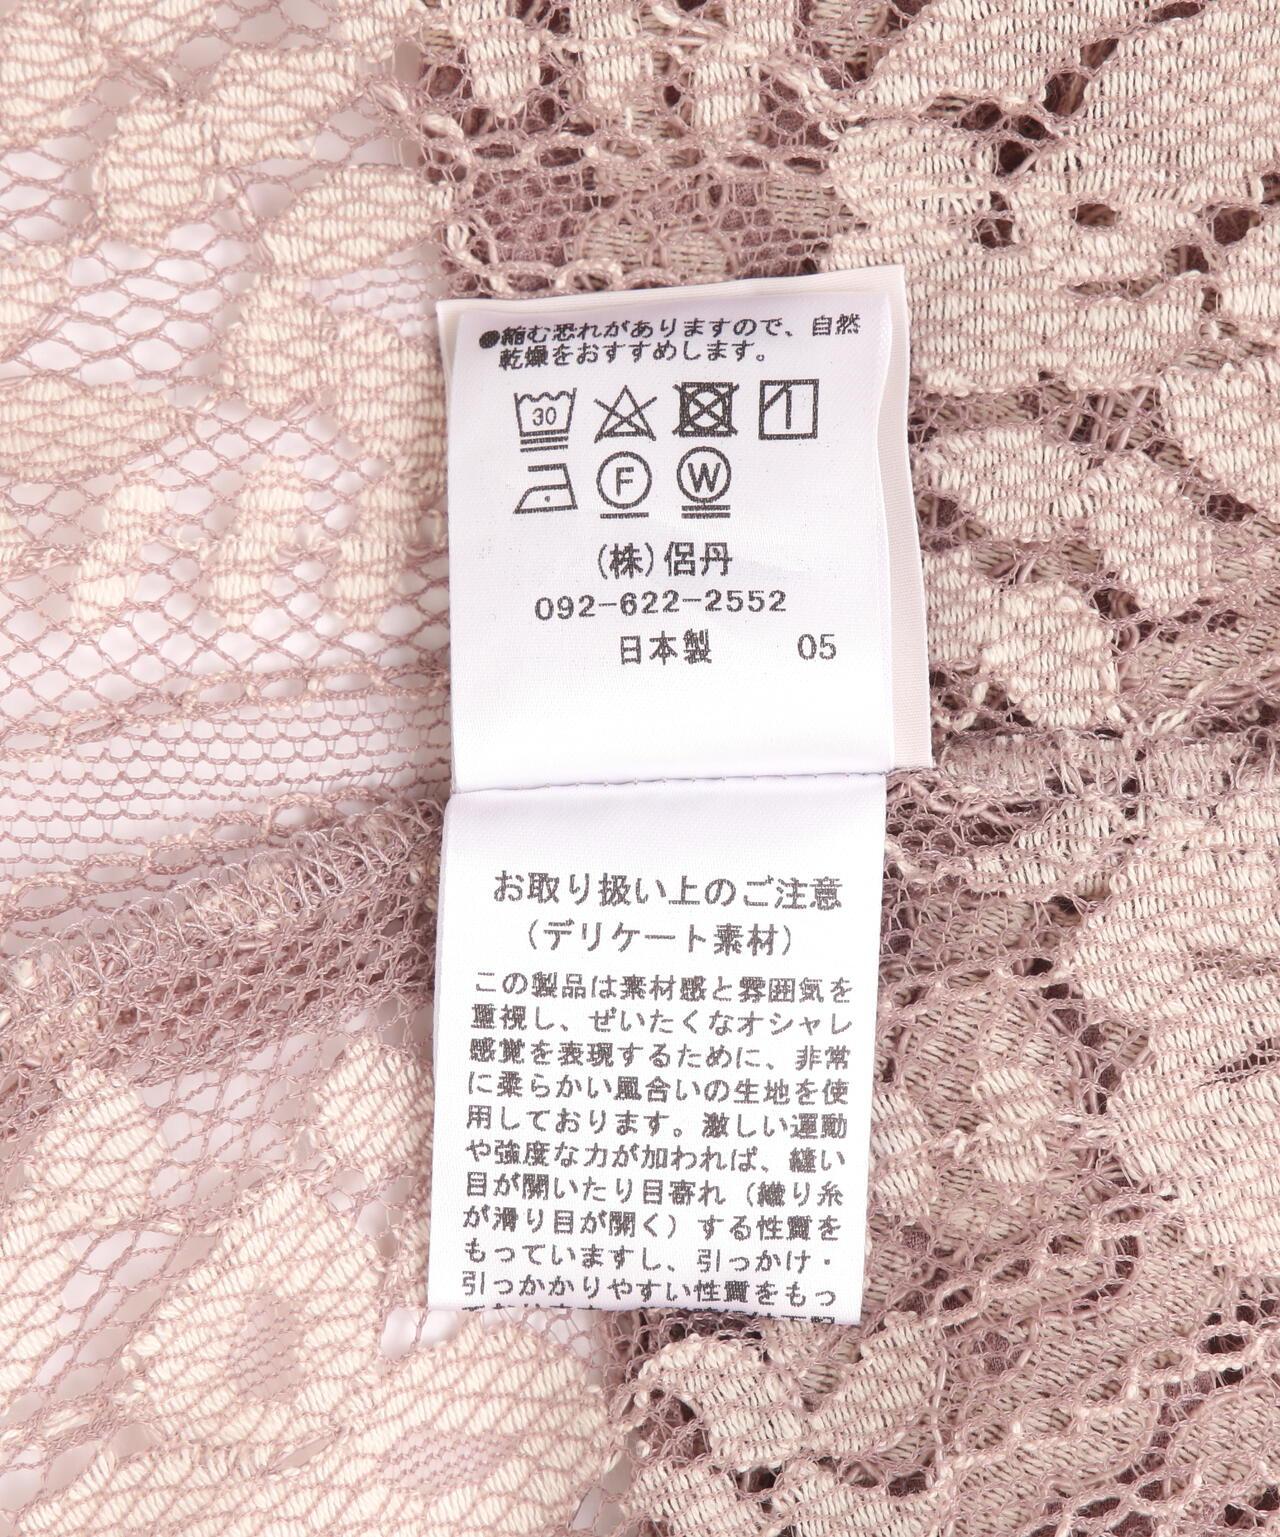 ●縮む恐れがありますので、自然
乾燥をおすすめします。
30
F
W
(株)侶丹
092-622-2552
日本製 05
お取り扱い上のご注意
(デリケート素材)
この製品は素材感と雰囲気を
重視し、ぜいたくなオシャレ
感覚を表現するために、非常
に柔らかい風合いの生地を使
用しております。激しい運動
や強度な力が加われば、縫い
目が開いたり目寄れ(織り糸
が滑り目が開く)する性質を
もっていますし、引っかけ・
引っかかりやすい性質をもっ